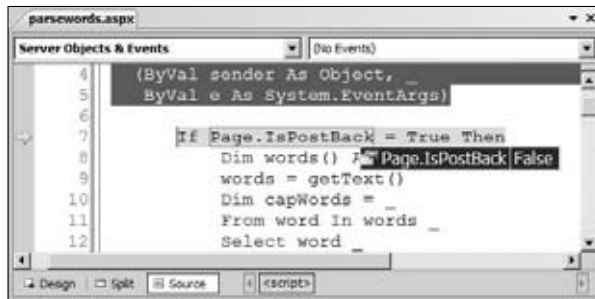 parsewords.aspx
Server Objects & Events (No Events)
4 (ByVal sender As Object, _
5 ByVal e As System.EventArgs)
6
7 If Page.IsPostBack = True Then
8 Dim words() Page.IsPostBack False
9 words = getText()
10 Dim capWords = _
11 From word In words _
12 Select word _
Design Split Source <script>